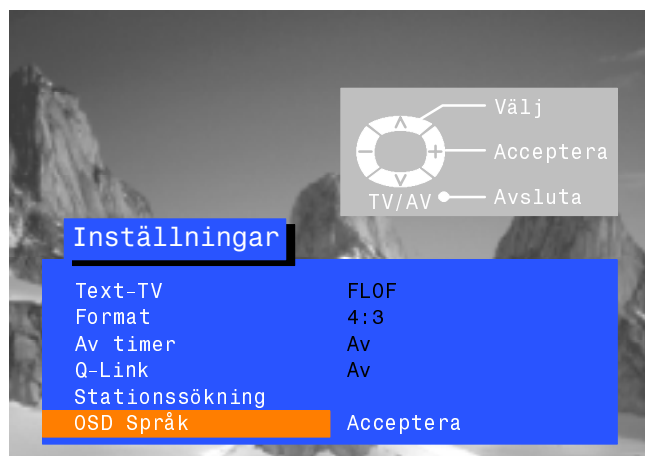 Välj
Acceptera
TV/AV Avsluta
Inställningar
Text-TV FLOF
Format 4:3
Av timer Av
Q-Link Av
Stationssökning
OSD Språk Acceptera